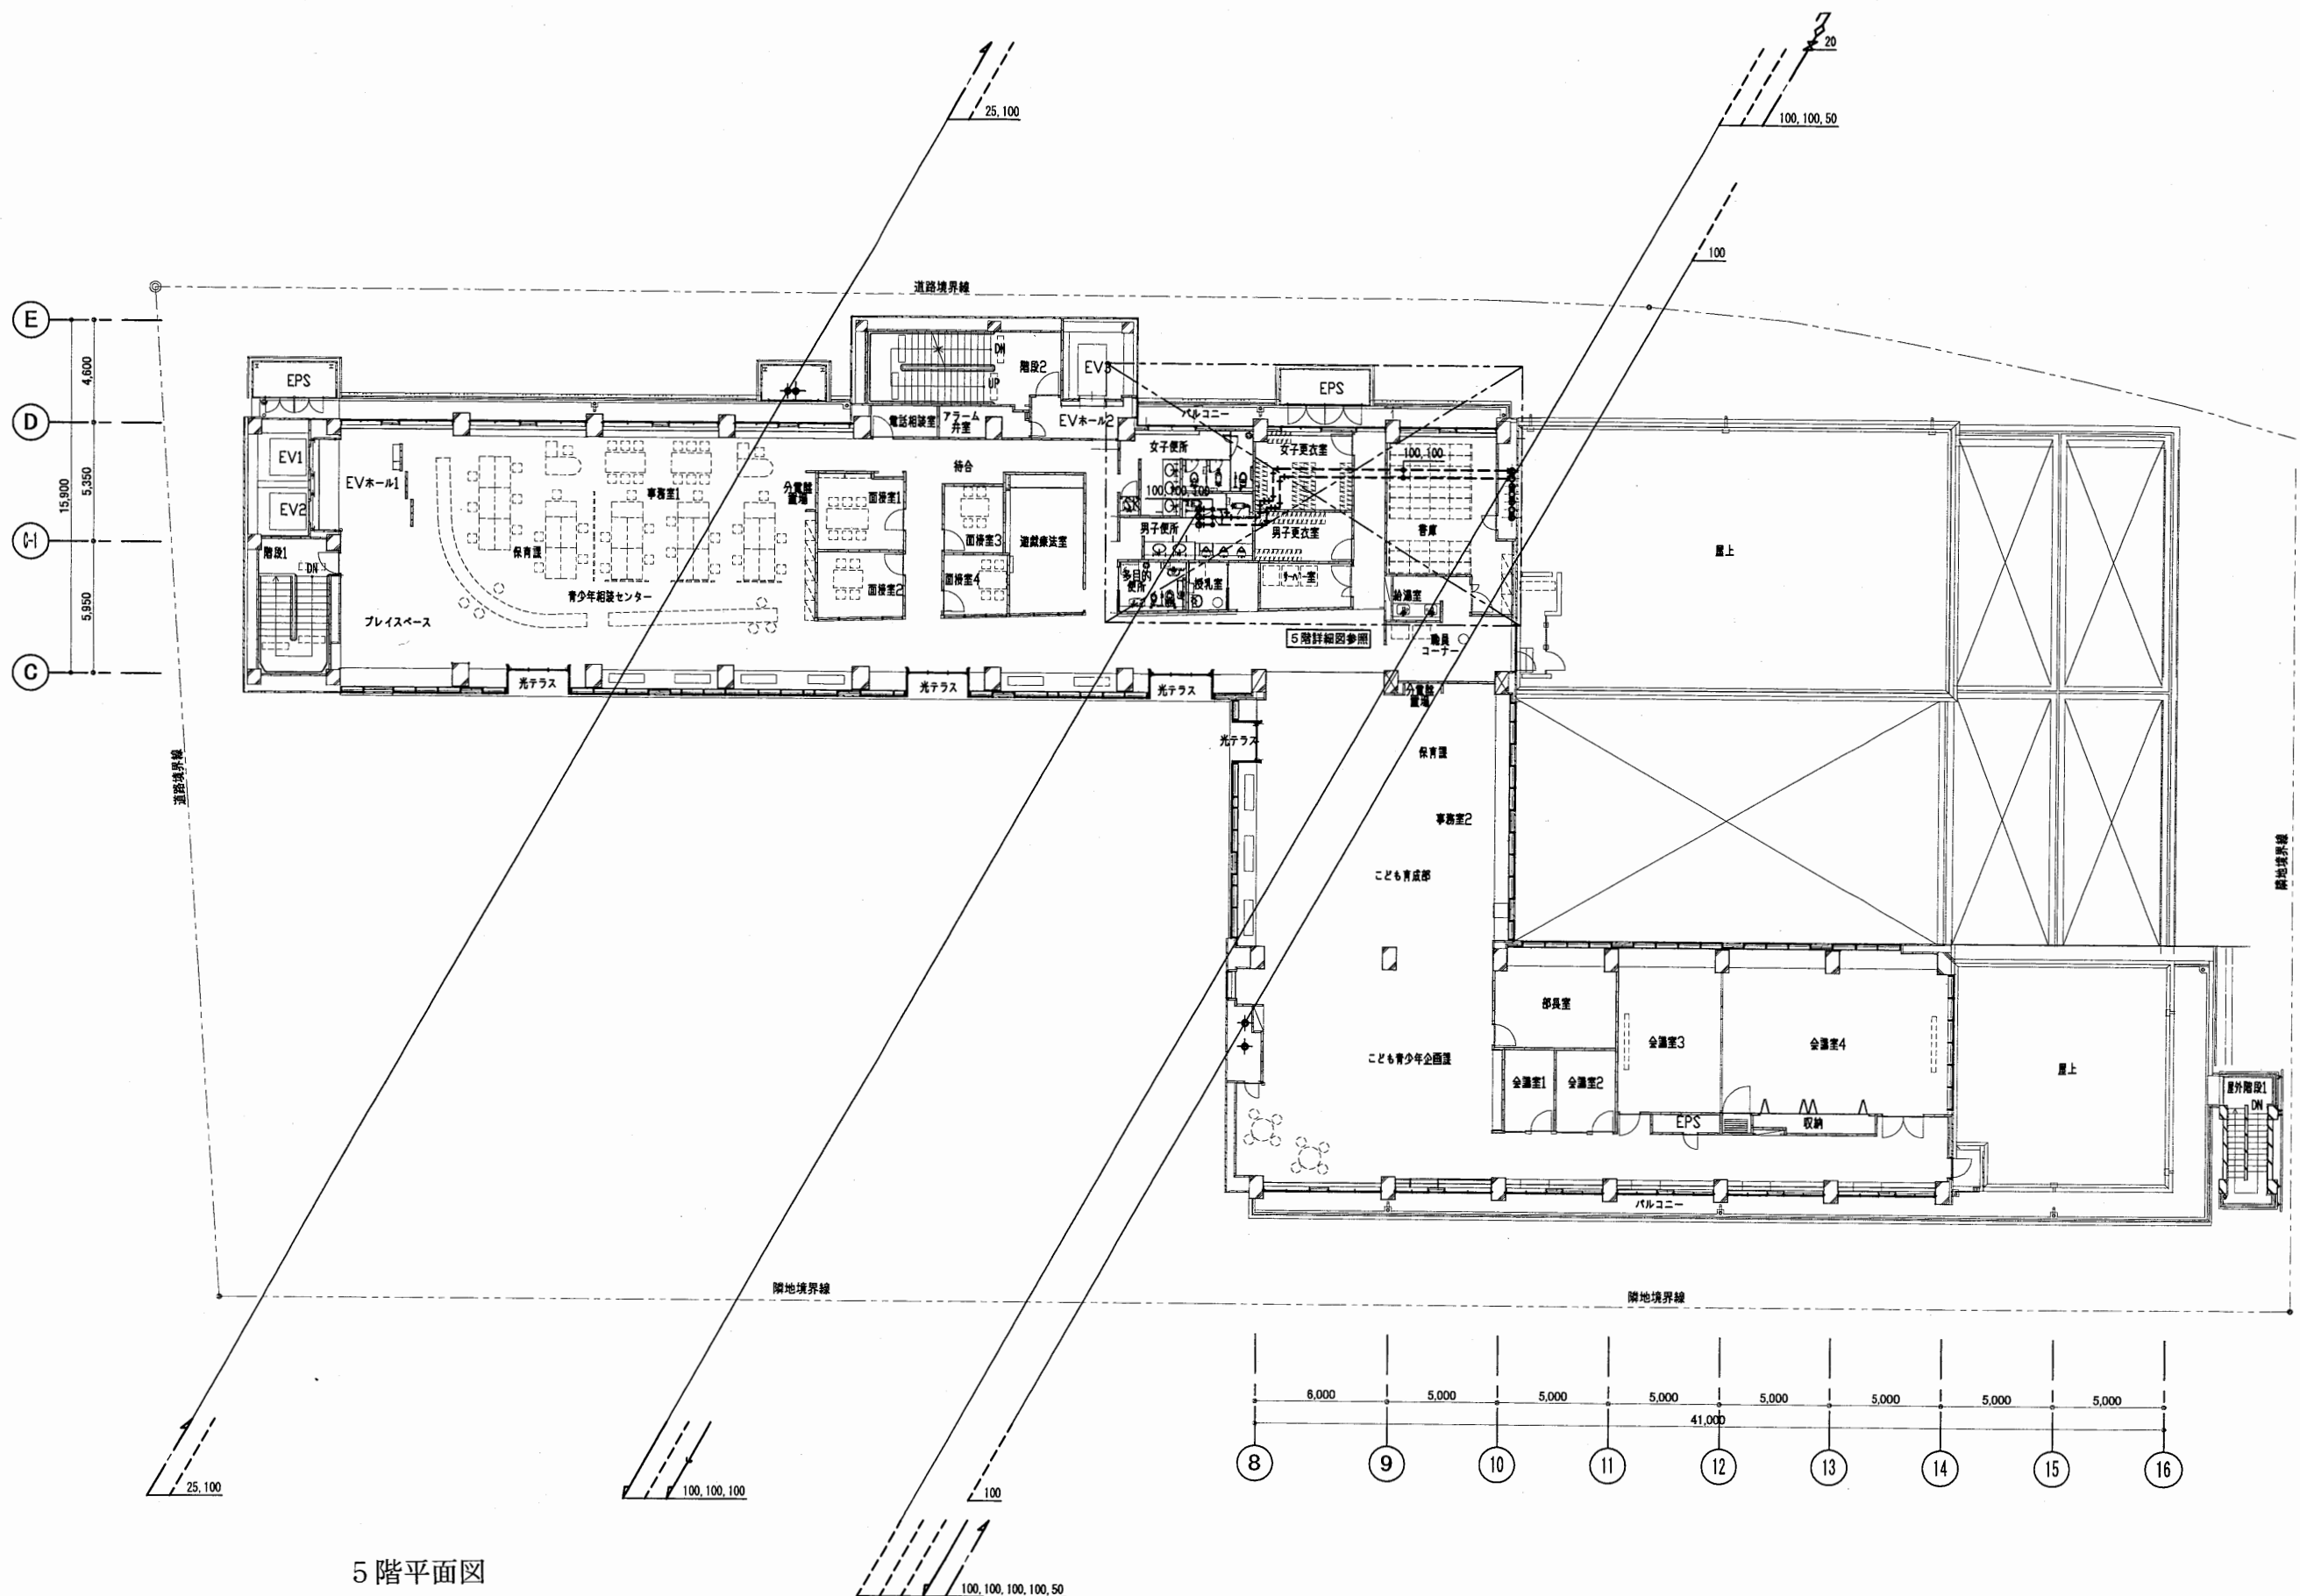 20
25,100
100,100,50
100
道路境界線
E
D
C-1
C
4,600
5,350
5,950
15,900
EPS
DN
UP
階段2
EV3
EPS
電話相談室
アラーム
弁室
EVホール2
バルコニー
EV1
EV2
EVホール1
事務室1
待合
分電盤
置場
面接室1
面接室2
面接室3
面接室4
遊戯療法室
女子便所
女子更衣室
100,100
100,100,100
SK
男子便所
男子更衣室
書庫
多目的
便所
授乳室
サーバー室
給湯室
屋上
階段1
DN
保育課
青少年相談センター
プレイスペース
5階詳細図参照
職員
コーナー
光テラス
光テラス
光テラス
分電盤
置場
光テラス
保育課
事務室2
こども育成部
道路境界線
隣地境界線
部長室
会議室3
会議室4
こども青少年企画課
会議室1
会議室2
EPS
収納
屋上
屋外階段1
DN
バルコニー
隣地境界線
隣地境界線
6,000
5,000
5,000
5,000
5,000
5,000
5,000
5,000
41,000
8
9
10
11
12
13
14
15
16
25,100
100,100,100
100
100,100,100,100,50
5階平面図